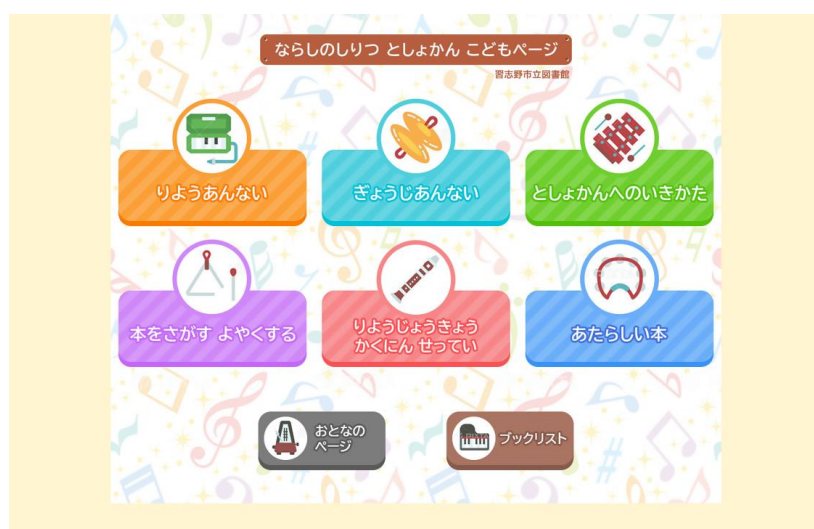 ならしのしりつ としょかん こどもページ
習志野市立図書館
りようあんない
ぎょうじあんない
としょかんへのいきかた
本をさがす よやくする
りようじょうきょう
かくにん せってい
あたらしい本
おとなの
ページ
ブックリスト